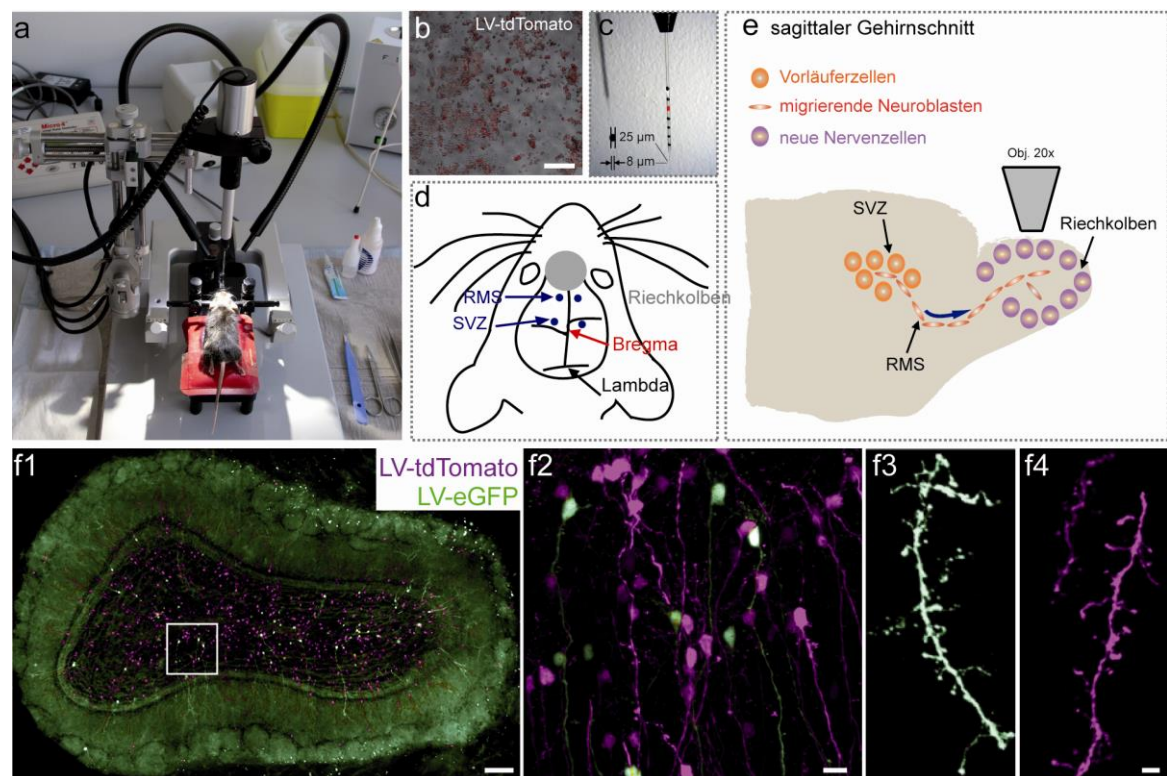 a
Micro4
b
LV-tdTomato
c
25 µm
8 µm
d
RMS
Riechkolben
SVZ
Bregma
Lambda
e
sagittaler Gehirnschnitt
Vorläuferzellen
migrierende Neuroblasten
neue Nervenzellen
Obj. 20x
SVZ
Riechkolben
RMS
f1
LV-tdTomato
LV-eGFP
f2
f3
f4